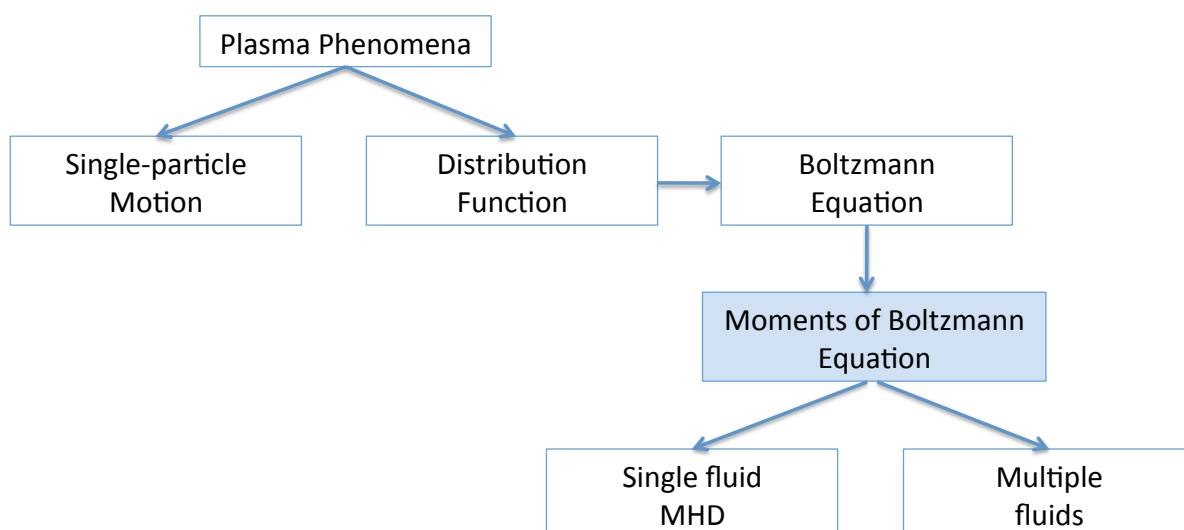 Plasma Phenomena
Single-particle
Motion
Distribution
Function
Boltzmann
Equation
Moments of Boltzmann
Equation
Single fluid
MHD
Multiple
fluids